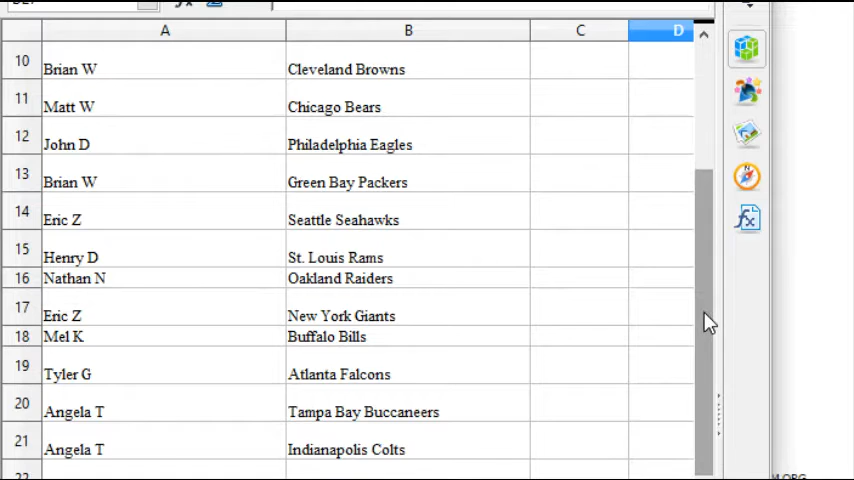 A B C D
10 Brian W Cleveland Browns
11 Matt W Chicago Bears
12 John D Philadelphia Eagles
13 Brian W Green Bay Packers
14 Eric Z Seattle Seahawks
15 Henry D St. Louis Rams
16 Nathan N Oakland Raiders
17 Eric Z New York Giants
18 Mel K Buffalo Bills
19 Tyler G Atlanta Falcons
20 Angela T Tampa Bay Buccaneers
21 Angela T Indianapolis Colts
22